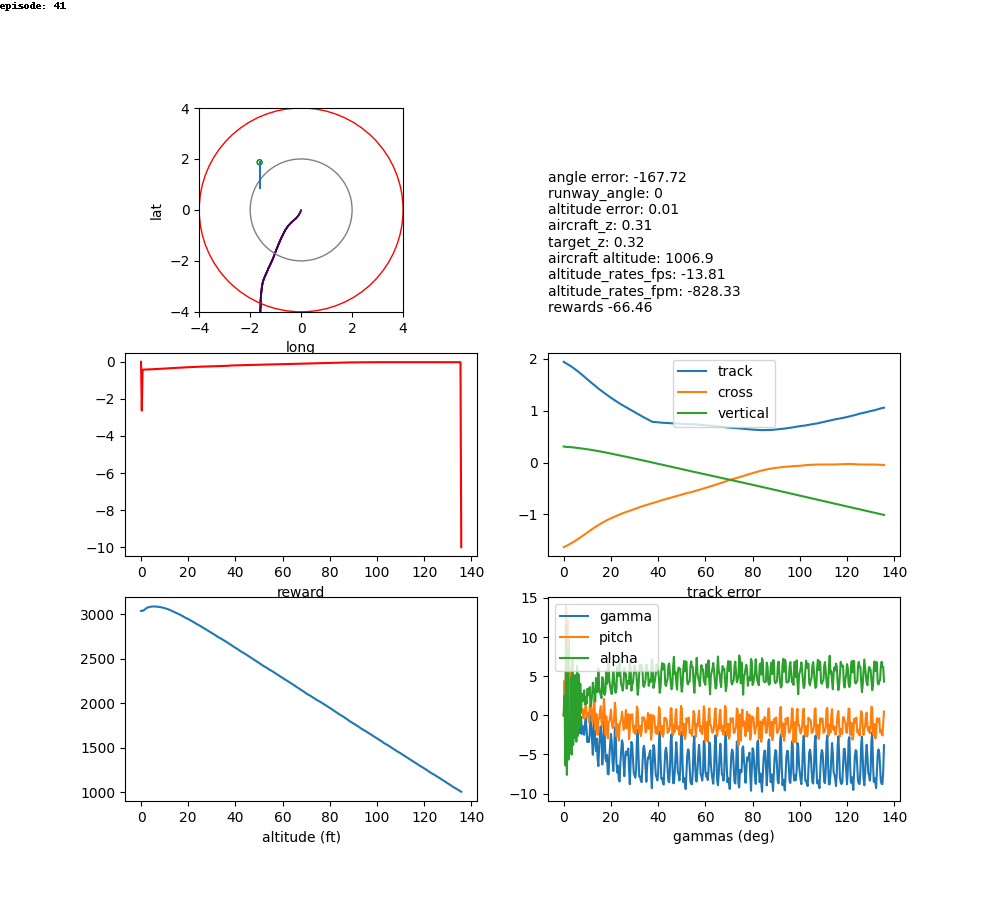 episode: 41
4
2
0
−2
−4
lat
−4 −2 0 2 4
long
angle error: -167.72
runway_angle: 0
altitude error: 0.01
aircraft_z: 0.31
target_z: 0.32
aircraft altitude: 1006.9
altitude_rates_fps: -13.81
altitude_rates_fpm: -828.33
rewards -66.46
0
−2
−4
−6
−8
−10
0 20 40 60 80 100 120 140
reward
2
1
0
−1
track
cross
vertical
0 20 40 60 80 100 120 140
track error
3000
2500
2000
1500
1000
0 20 40 60 80 100 120 140
altitude (ft)
15
10
5
0
−5
−10
gamma
pitch
alpha
0 20 40 60 80 100 120 140
gammas (deg)